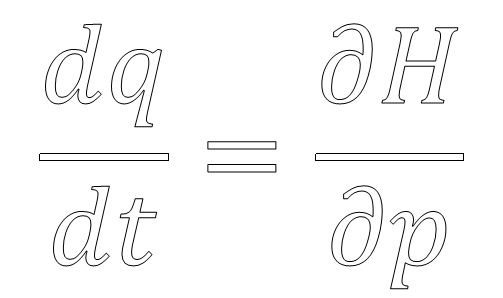 dq/dt = ∂H/∂p